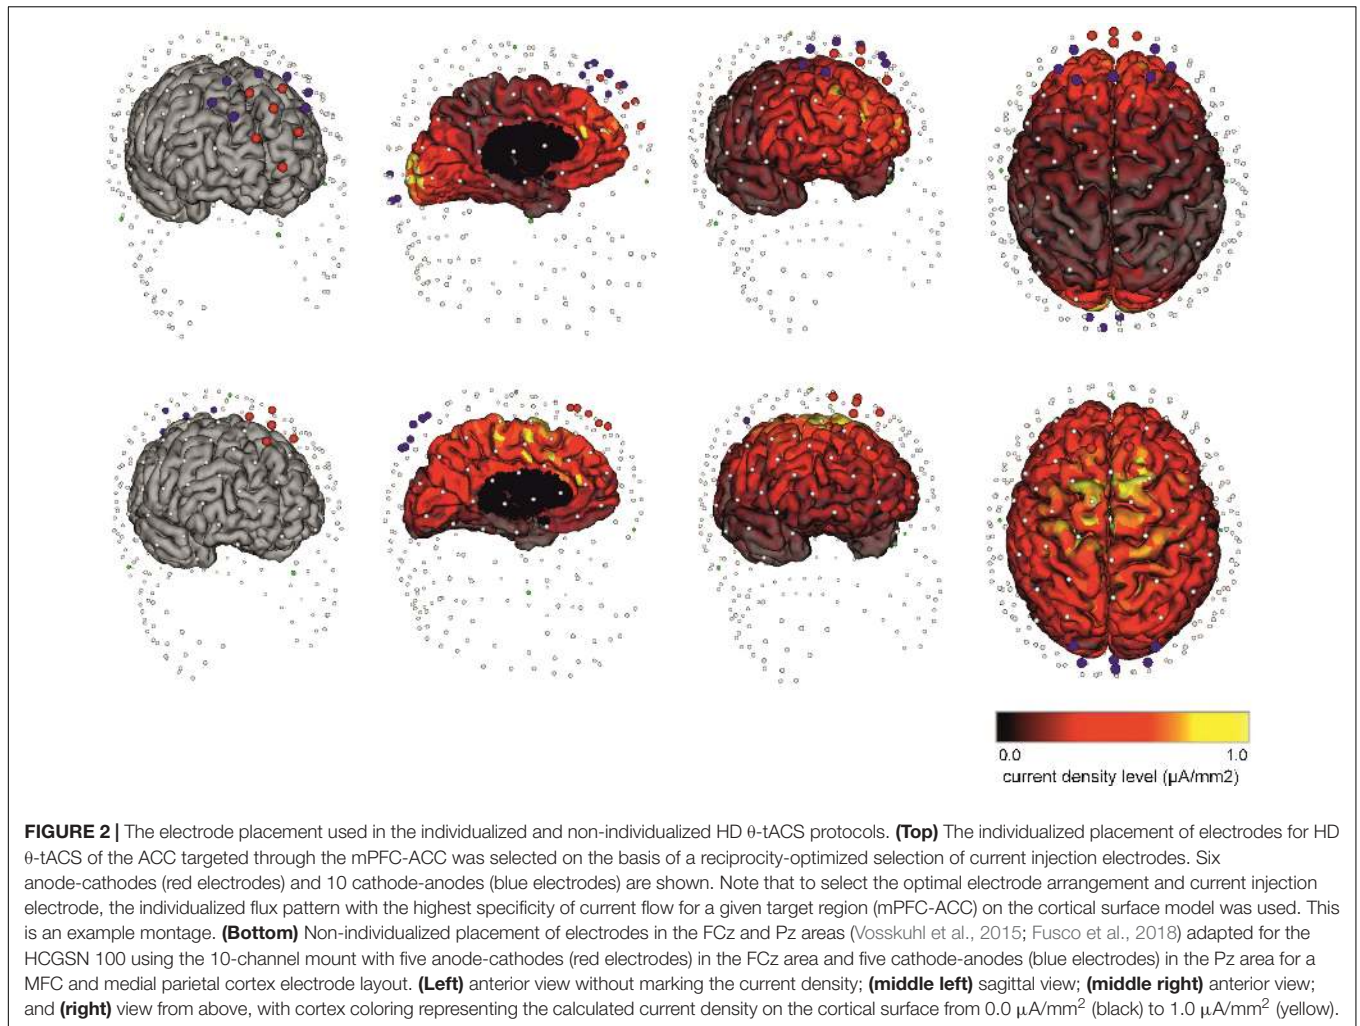 0.0 1.0
current density level (µA/mm2)
FIGURE 2 | The electrode placement used in the individualized and non-individualized HD θ-tACS protocols. (Top) The individualized placement of electrodes for HD
θ-tACS of the ACC targeted through the mPFC-ACC was selected on the basis of a reciprocity-optimized selection of current injection electrodes. Six
anode-cathodes (red electrodes) and 10 cathode-anodes (blue electrodes) are shown. Note that to select the optimal electrode arrangement and current injection
electrode, the individualized flux pattern with the highest specificity of current flow for a given target region (mPFC-ACC) on the cortical surface model was used. This
is an example montage. (Bottom) Non-individualized placement of electrodes in the FCz and Pz areas (Vosskuhl et al., 2015; Fusco et al., 2018) adapted for the
HCGSN 100 using the 10-channel mount with five anode-cathodes (red electrodes) in the FCz area and five cathode-anodes (blue electrodes) in the Pz area for a
MFC and medial parietal cortex electrode layout. (Left) anterior view without marking the current density; (middle left) sagittal view; (middle right) anterior view;
and (right) view from above, with cortex coloring representing the calculated current density on the cortical surface from 0.0 µA/mm² (black) to 1.0 µA/mm² (yellow).